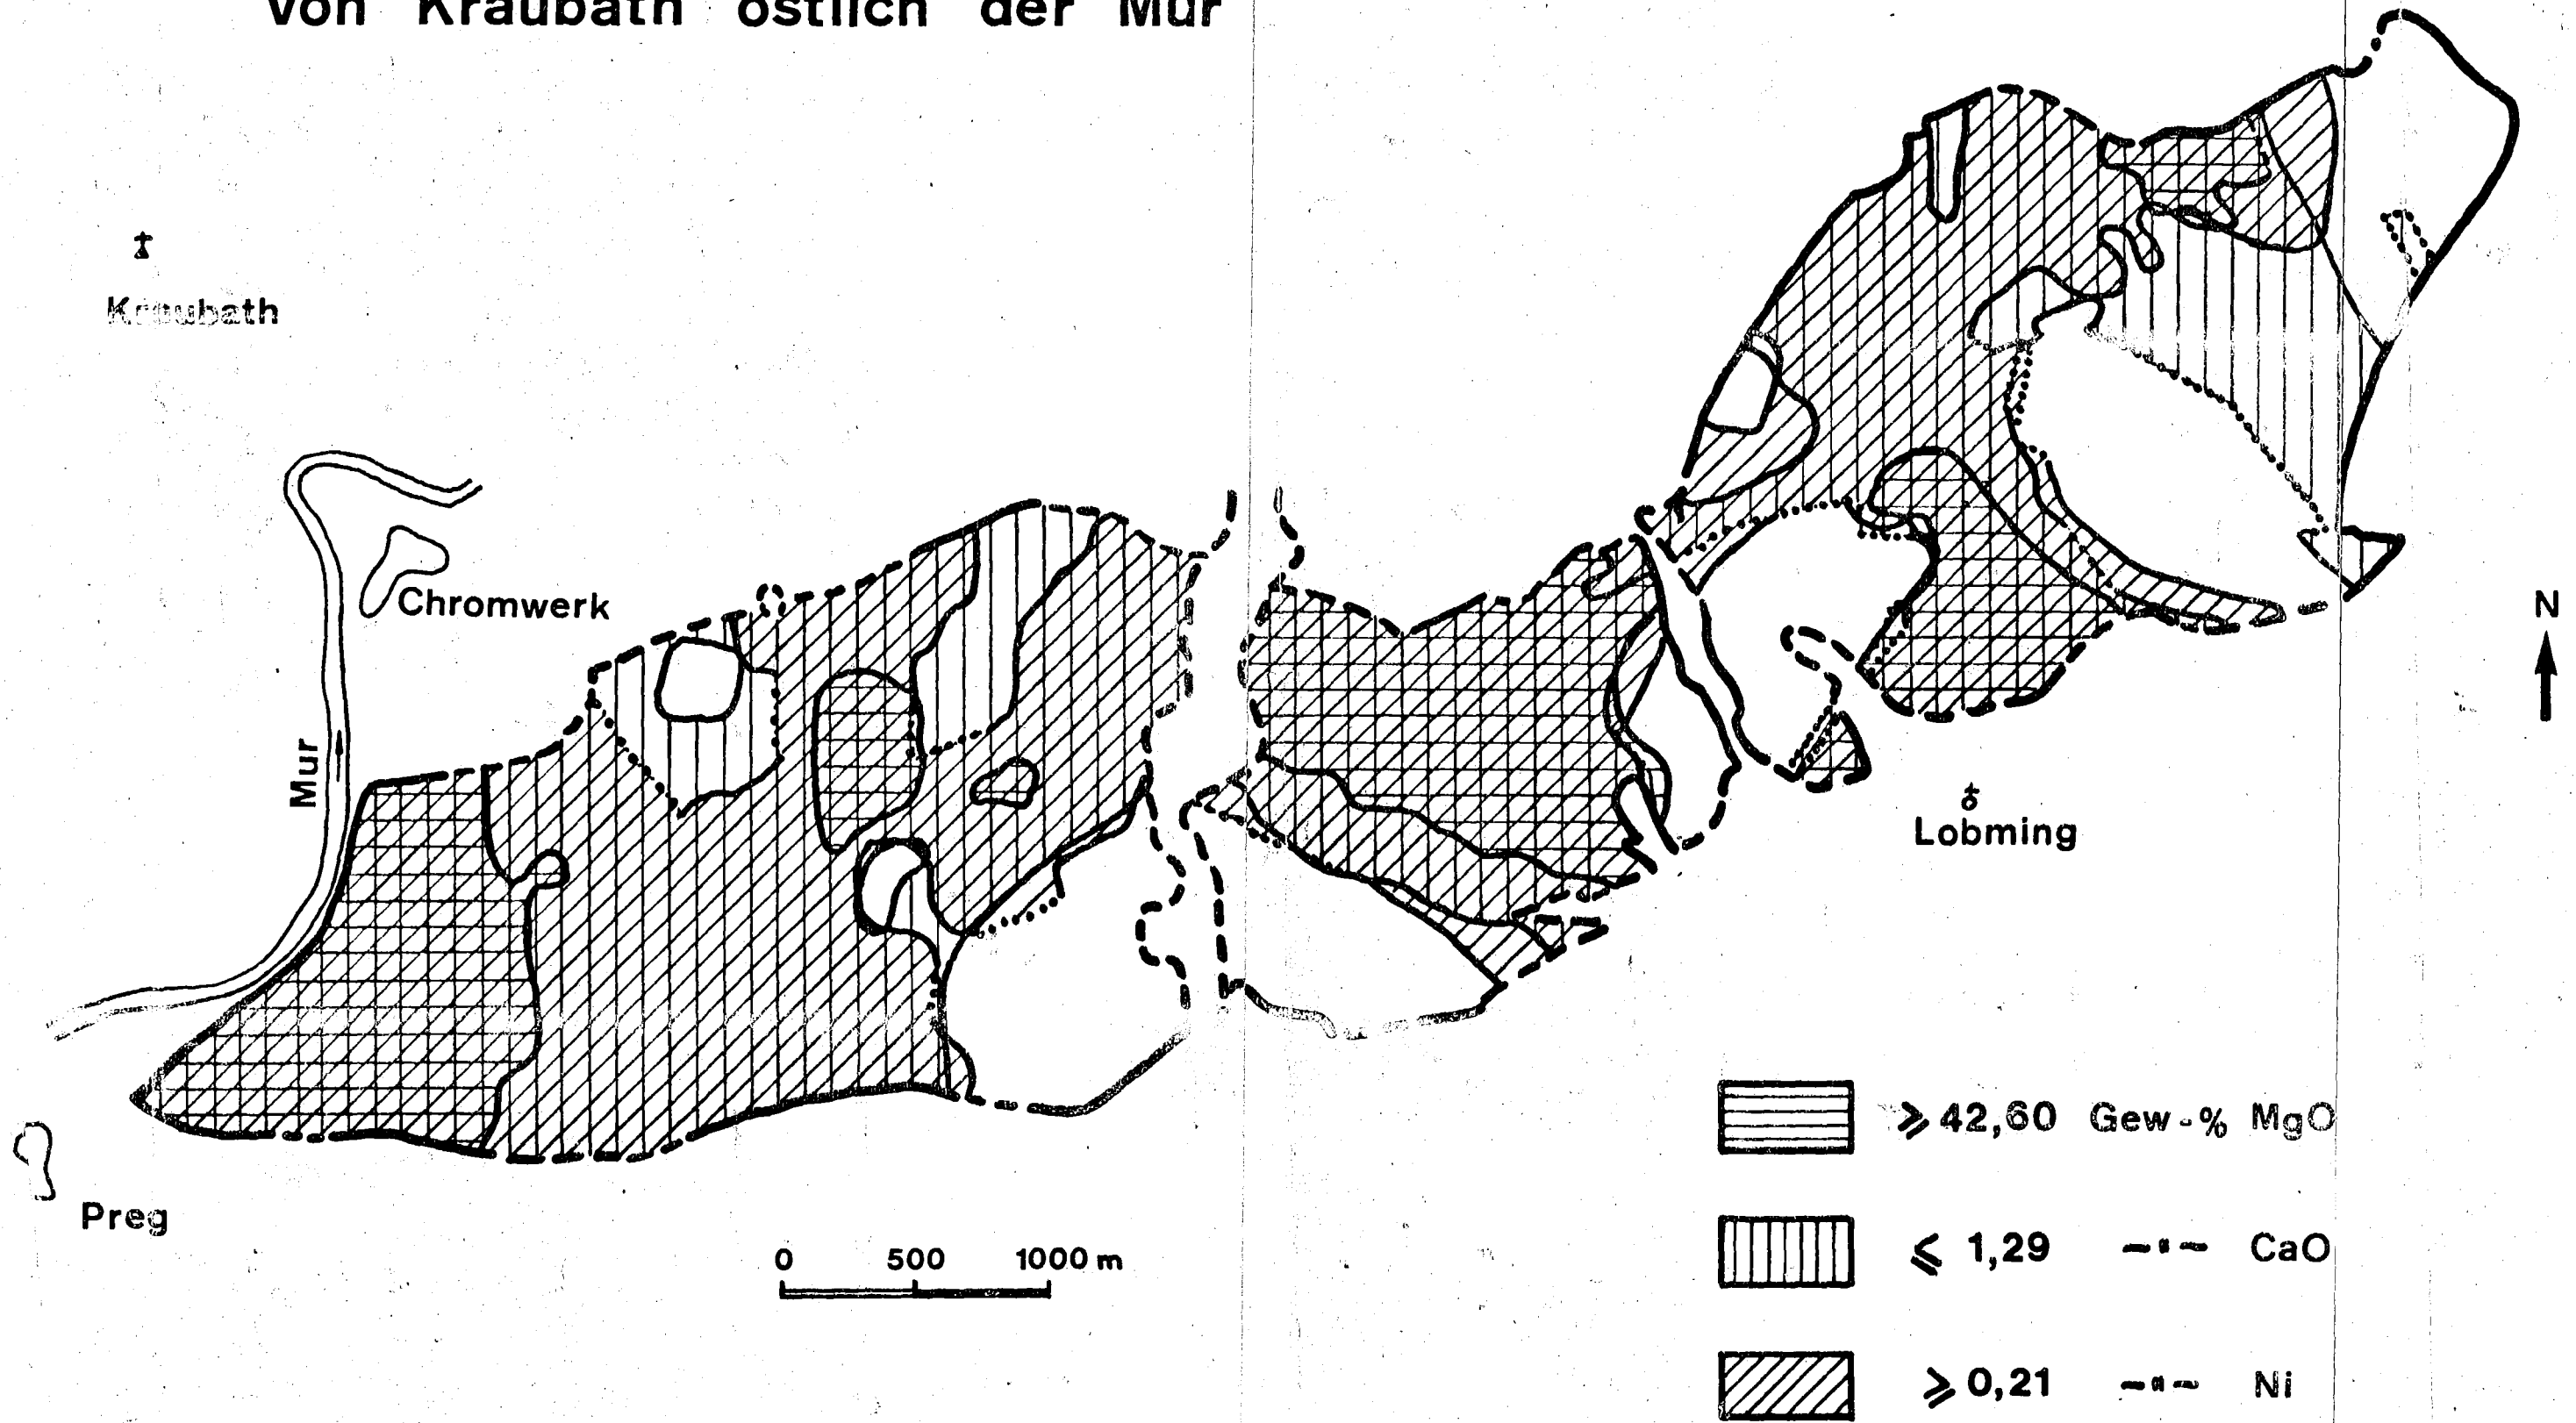 von Kraubath östlich der Mur
Kraubath
Chromwerk
N
Mur
Lobming
≥ 42,60 Gew-% MgO
Preg
≤ 1,29 -"- CaO
0 500 1000 m
≥ 0,21 -"- Ni